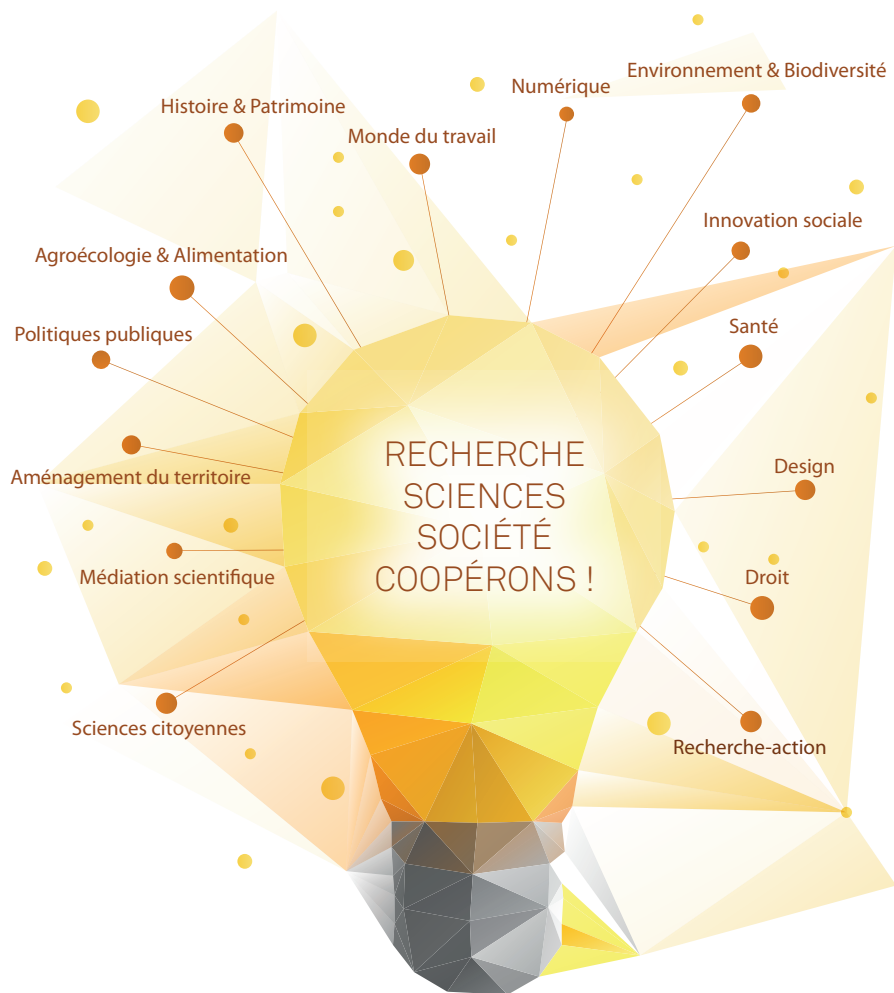 Environnement & Biodiversité
Numérique
Histoire & Patrimoine
Monde du travail
Innovation sociale
Agroécologie & Alimentation
Santé
Politiques publiques
RECHERCHE
SCIENCES
SOCIÉTÉ
COOPÉRONS !
Design
Aménagement du territoire
Médiation scientifique
Droit
Sciences citoyennes
Recherche-action